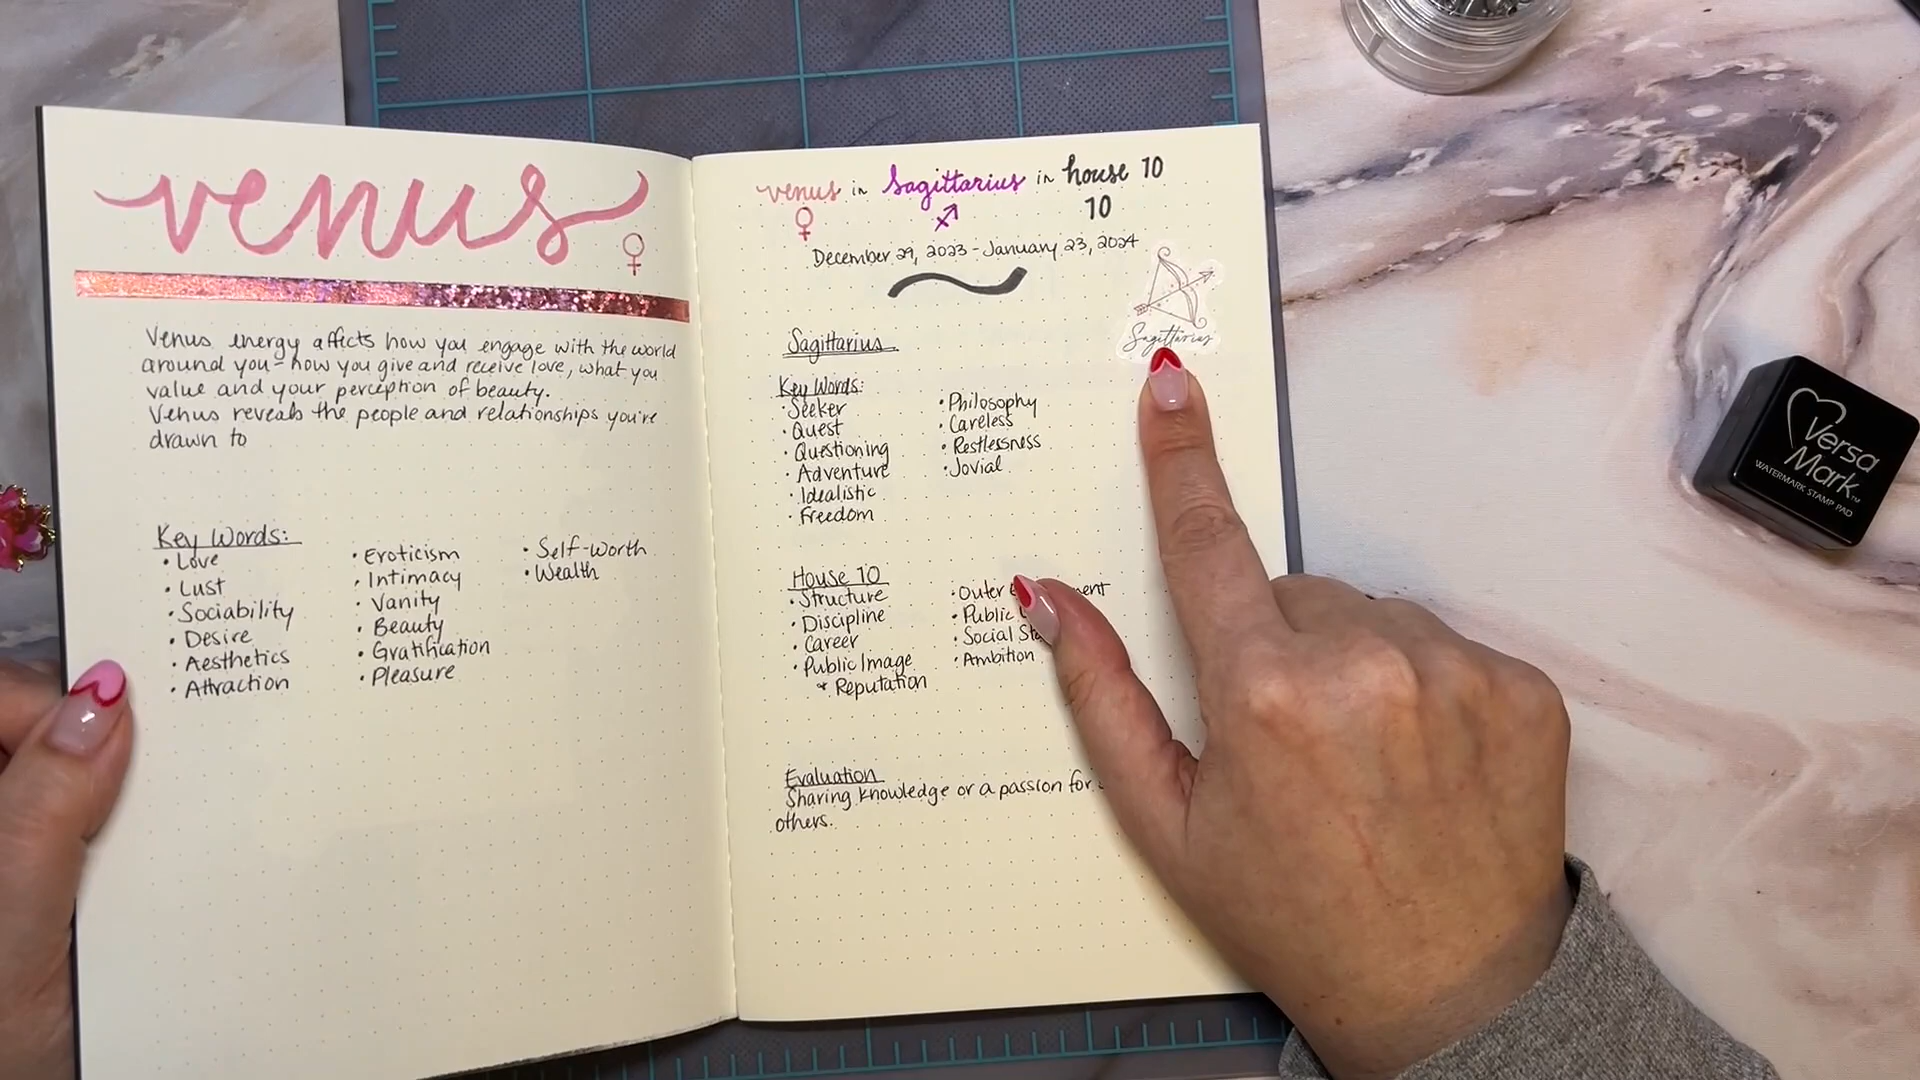 venus
♀
Venus energy affects how you engage with the world
around you - how you give and receive love, what you
value and your perception of beauty.
Venus reveals the people and relationships you're
drawn to
Key Words:
• Love
• Lust
• Sociability
• Desire
• Aesthetics
• Attraction
• Eroticism
• Intimacy
• Vanity
• Beauty
• Gratification
• Pleasure
• Self-Worth
• Wealth
venus in Sagittarius in house 10
♀ ♐ 10
December 29, 2023 - January 23, 2024
Sagittarius
Sagittarius
Key Words:
• Seeker
• Quest
• Questioning
• Adventure
• Idealistic
• Freedom
• Philosophy
• Careless
• Restlessness
• Jovial
House 10
• Structure
• Discipline
• Career
• Public Image
* Reputation
• Outer
• Public
• Social
• Ambition
Evaluation
Sharing knowledge or a passion for
others.
Versa
Mark™
WATERMARK STAMP PAD